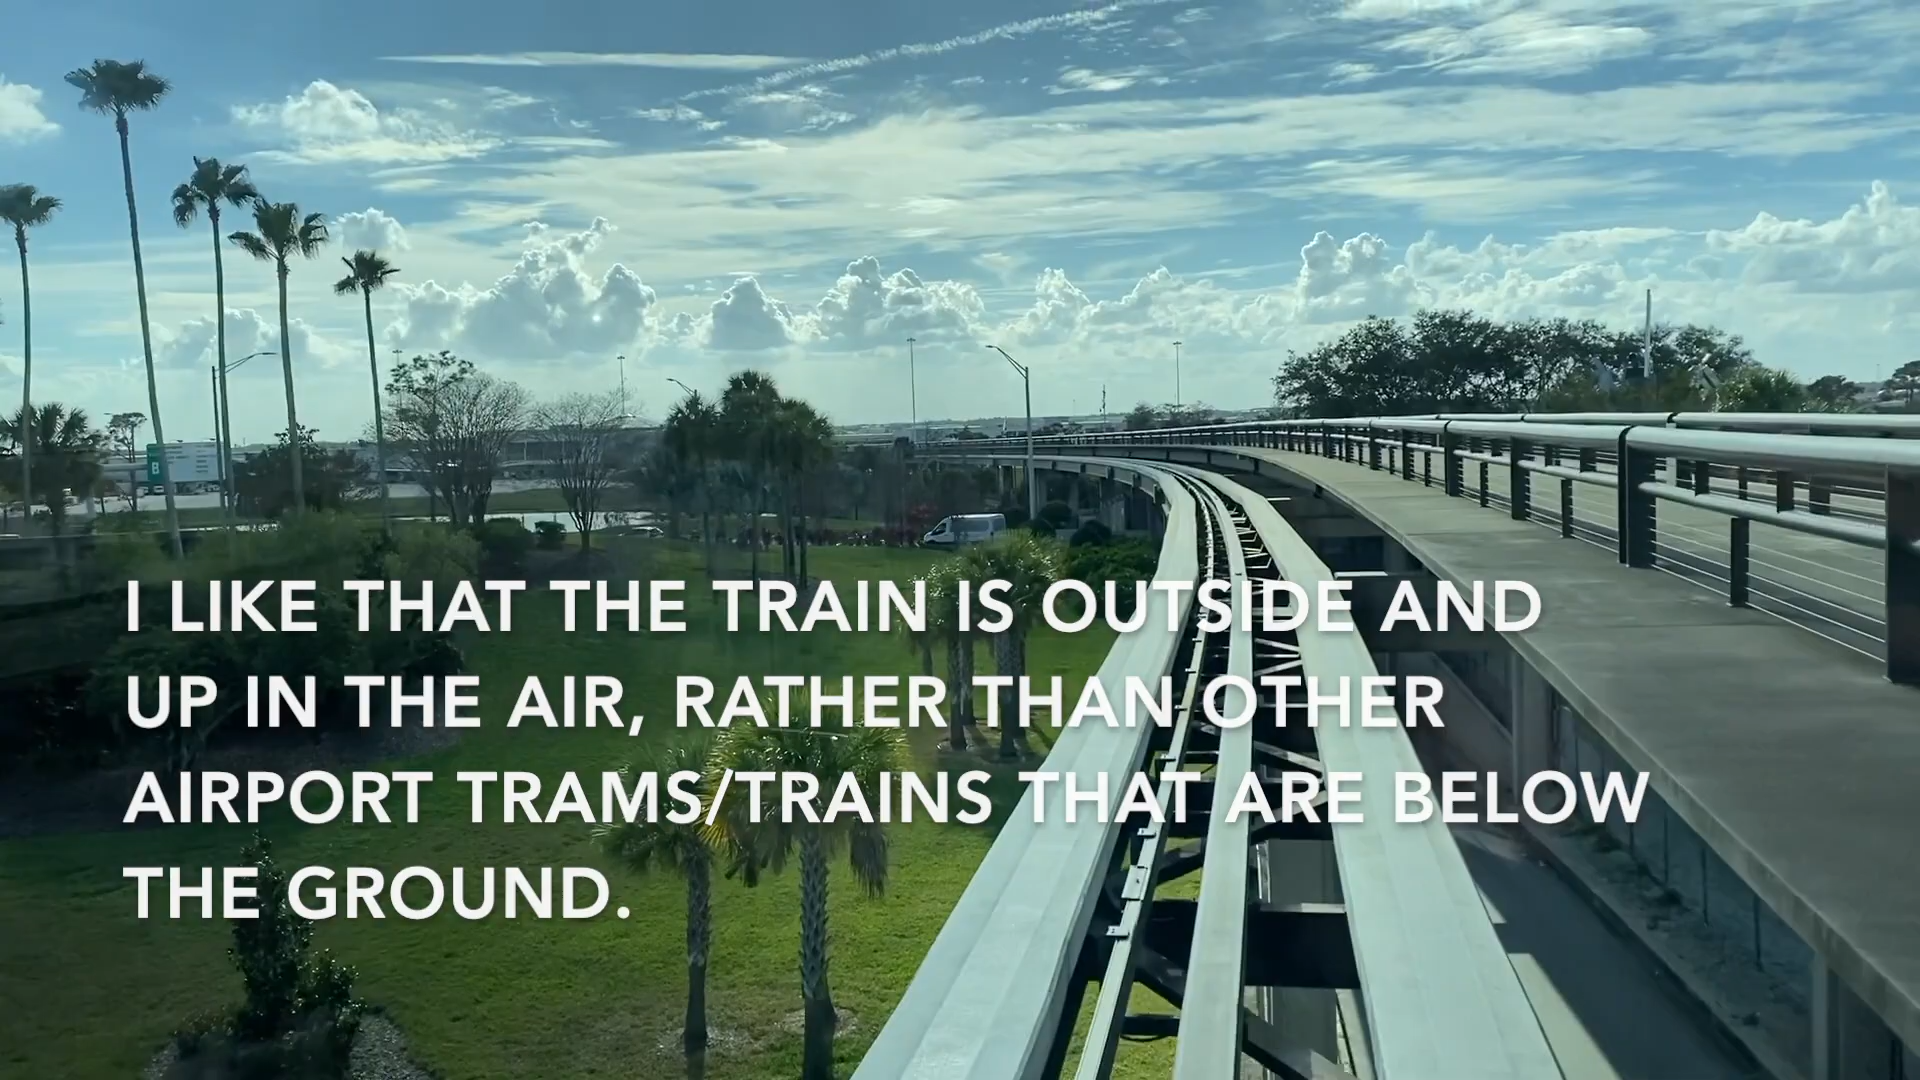 B
I LIKE THAT THE TRAIN IS OUTSIDE AND
UP IN THE AIR, RATHER THAN OTHER
AIRPORT TRAMS/TRAINS THAT ARE BELOW
THE GROUND.